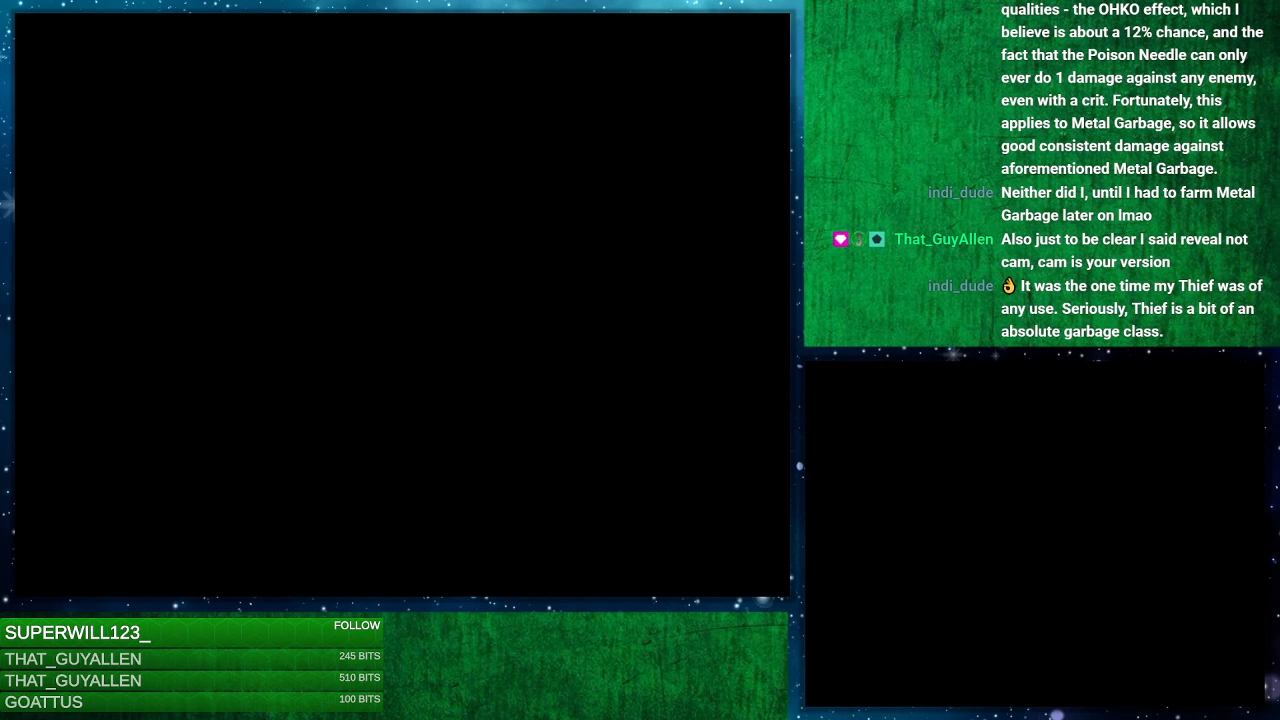 qualities - the OHKO effect, which I
believe is about a 12% chance, and the
fact that the Poison Needle can only
ever do 1 damage against any enemy,
even with a crit. Fortunately, this
applies to Metal Garbage, so it allows
good consistent damage against
aforementioned Metal Garbage.
indi_dude Neither did I, until I had to farm Metal
Garbage later on lmao
That_GuyAllen Also just to be clear I said reveal not
cam, cam is your version
indi_dude 👌 It was the one time my Thief was of
any use. Seriously, Thief is a bit of an
absolute garbage class.
SUPERWILL123_ FOLLOW
THAT_GUYALLEN 245 BITS
THAT_GUYALLEN 510 BITS
GOATTUS 100 BITS